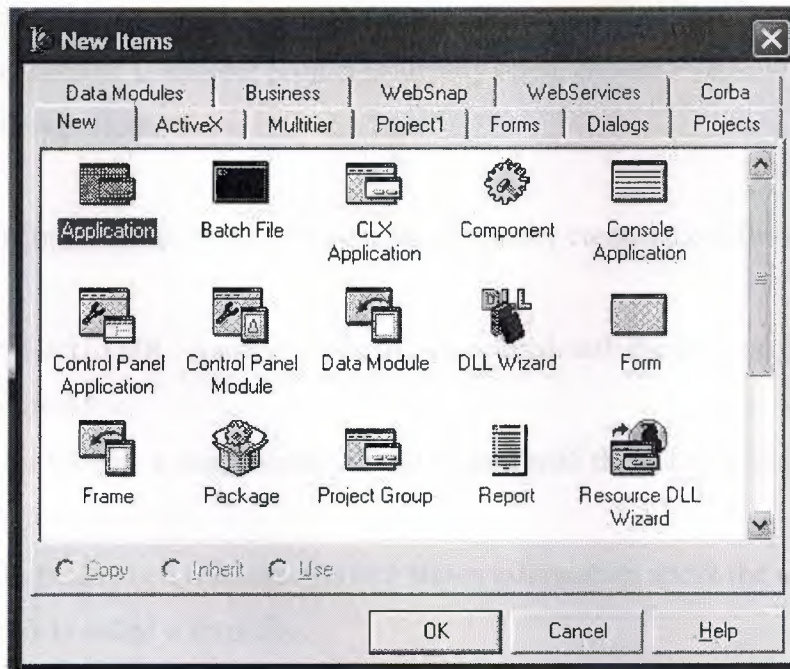 New Items
Data Modules Business WebSnap WebServices Corba
New ActiveX Multitier Project1 Forms Dialogs Projects
Application Batch File CLX Application Component Console Application
Control Panel Application Control Panel Module Data Module DLL Wizard Form
Frame Package Project Group Report Resource DLL Wizard
Copy Inherit Use
OK Cancel Help